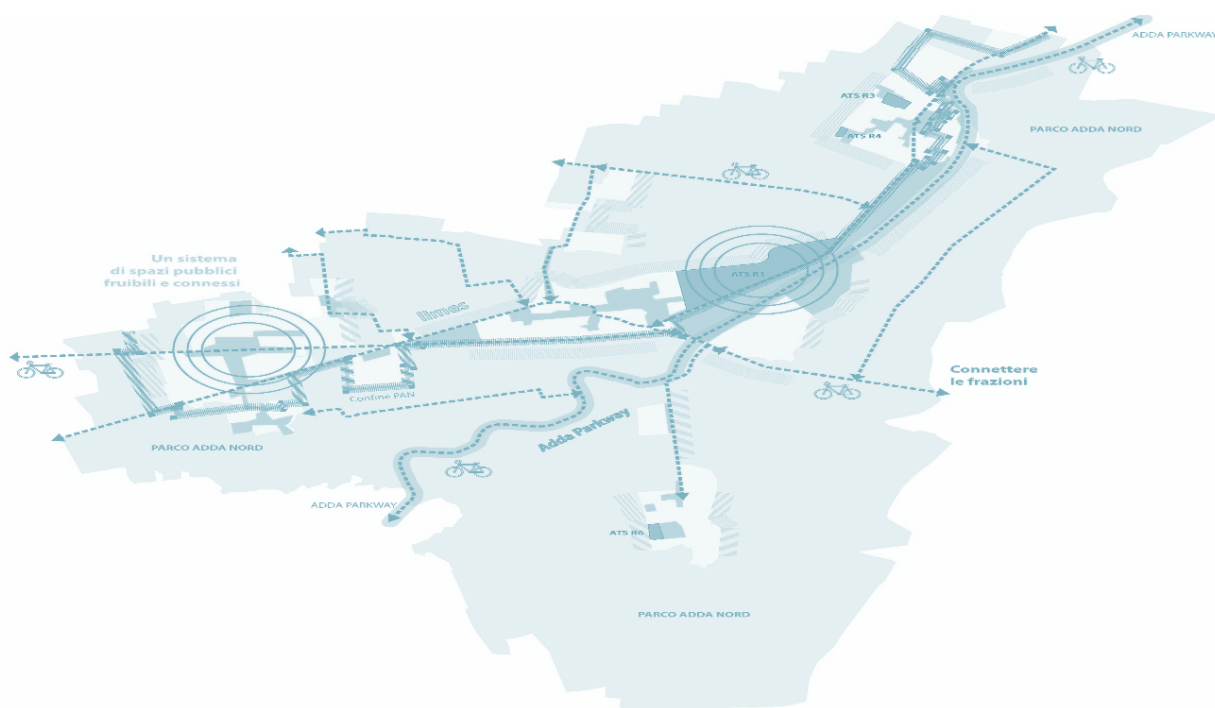 ADDA PARKWAY
ATS R3
PARCO ADDA NORD
ATS R4
Un sistema
di spazi pubblici
fruibili e connessi
ATS R1
limes
Connettere
le frazioni
Confine PAN
Adda Parkway
PARCO ADDA NORD
ADDA PARKWAY
ATS R6
PARCO ADDA NORD